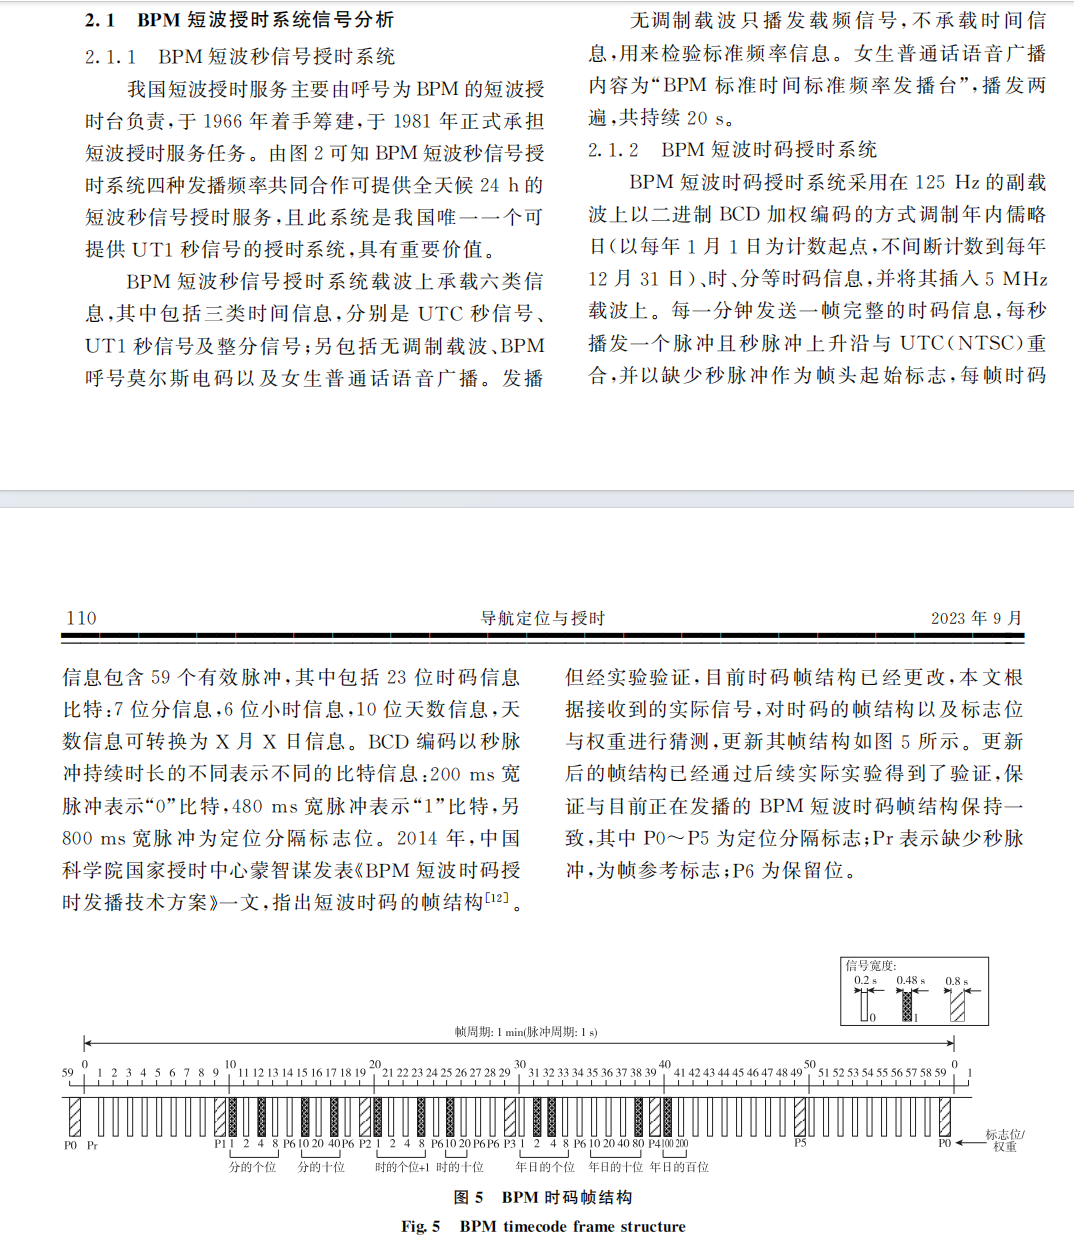 2.1 BPM 短波授时系统信号分析
2.1.1 BPM 短波秒信号授时系统
我国短波授时服务主要由呼号为 BPM 的短波授
时台负责,于 1966 年着手筹建,于 1981 年正式承担
短波授时服务任务。由图 2 可知 BPM 短波秒信号授
时系统四种发播频率共同合作可提供全天候 24 h 的
短波秒信号授时服务,且此系统是我国唯一一个可
提供 UT1 秒信号的授时系统,具有重要价值。
BPM 短波秒信号授时系统载波上承载六类信
息,其中包括三类时间信息,分别是 UTC 秒信号、
UT1 秒信号及整分信号;另包括无调制载波、BPM
呼号莫尔斯电码以及女生普通话语音广播。发播
无调制载波只播发载频信号,不承载时间信
息,用来检验标准频率信息。女生普通话语音广播
内容为“BPM 标准时间标准频率发播台”,播发两
遍,共持续 20 s。
2.1.2 BPM 短波时码授时系统
BPM 短波时码授时系统采用在 125 Hz 的副载
波上以二进制 BCD 加权编码的方式调制年内儒略
日(以每年 1 月 1 日为计数起点,不间断计数到每年
12 月 31 日)、时、分等时码信息,并将其插入 5 MHz
载波上。每一分钟发送一帧完整的时码信息,每秒
播发一个脉冲且秒脉冲上升沿与 UTC(NTSC)重
合,并以缺少秒脉冲作为帧头起始标志,每帧时码
110 导航定位与授时 2023 年 9 月
信息包含 59 个有效脉冲,其中包括 23 位时码信息
比特:7 位分信息,6 位小时信息,10 位天数信息,天
数信息可转换为 X 月 X 日信息。BCD 编码以秒脉
冲持续时长的不同表示不同的比特信息:200 ms 宽
脉冲表示“0”比特,480 ms 宽脉冲表示“1”比特,另
800 ms 宽脉冲为定位分隔标志位。2014 年,中国
科学院国家授时中心蒙智谋发表《BPM 短波时码授
时发播技术方案》一文,指出短波时码的帧结构[12]。
但经实验验证,目前时码帧结构已经更改,本文根
据接收到的实际信号,对时码的帧结构以及标志位
与权重进行猜测,更新其帧结构如图 5 所示。更新
后的帧结构已经通过后续实际实验得到了验证,保
证与目前正在发播的 BPM 短波时码帧结构保持一
致,其中 P0～P5 为定位分隔标志;Pr 表示缺少秒脉
冲,为帧参考标志;P6 为保留位。
信号宽度:
0.2 s 0.48 s 0.8 s
0 1
帧周期: 1 min(脉冲周期: 1 s)
59 0 1 2 3 4 5 6 7 8 9 10 11 12 13 14 15 16 17 18 19 20 21 22 23 24 25 26 27 28 29 30 31 32 33 34 35 36 37 38 39 40 41 42 43 44 45 46 47 48 49 50 51 52 53 54 55 56 57 58 59 0 1
P0 Pr P1 1 2 4 8 P6 10 20 40 P6 P2 1 2 4 8 P6 10 20 P6 P6 P3 1 2 4 8 P6 10 20 40 80 P4 100 200 P5 P0 标志位/
权重
分的个位 分的十位 时的个位+1 时的十位 年日的个位 年日的十位 年日的百位
图 5 BPM 时码帧结构
Fig. 5 BPM timecode frame structure